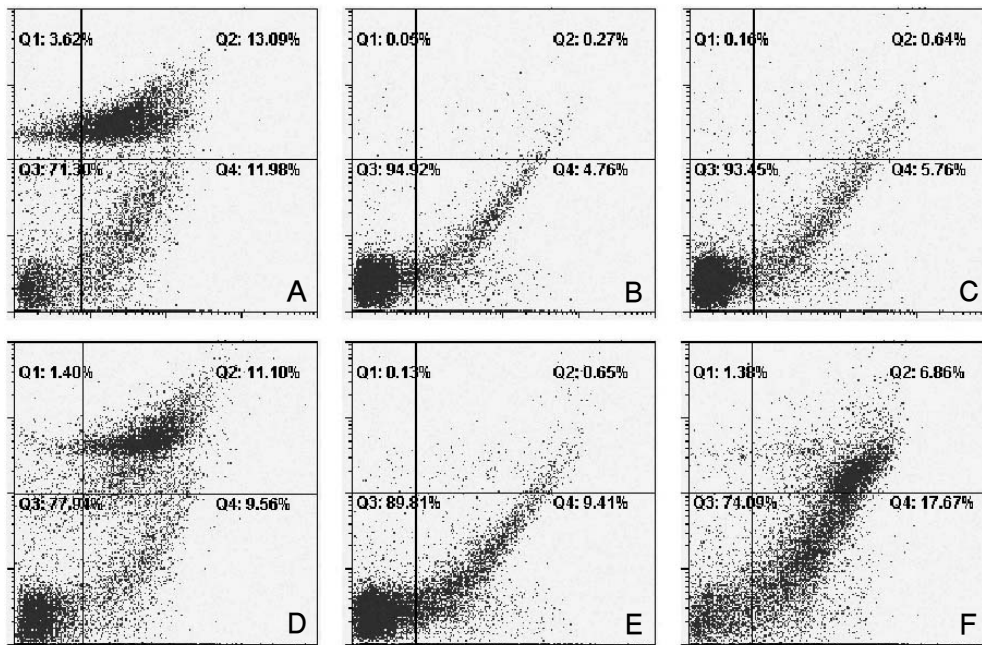 Q1: 3.62% Q2: 13.09%
Q3: 71.30% Q4: 11.98%
A
Q1: 0.05% Q2: 0.27%
Q3: 94.92% Q4: 4.76%
B
Q1: 0.16% Q2: 0.64%
Q3: 93.45% Q4: 5.76%
C
Q1: 1.40% Q2: 11.10%
Q3: 77.94% Q4: 9.56%
D
Q1: 0.13% Q2: 0.65%
Q3: 89.81% Q4: 9.41%
E
Q1: 1.38% Q2: 6.86%
Q3: 74.09% Q4: 17.67%
F